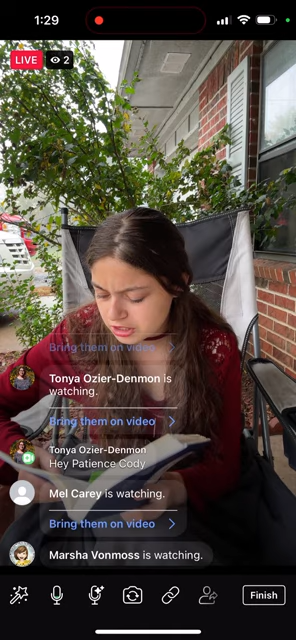 1:29
LIVE 2
Bring them on video
Tonya Ozier-Denmon is
watching.
Bring them on video
Tonya Ozier-Denmon
Hey Patience Cody
Mel Carey is watching.
Bring them on video
Marsha Vonmoss is watching.
Finish